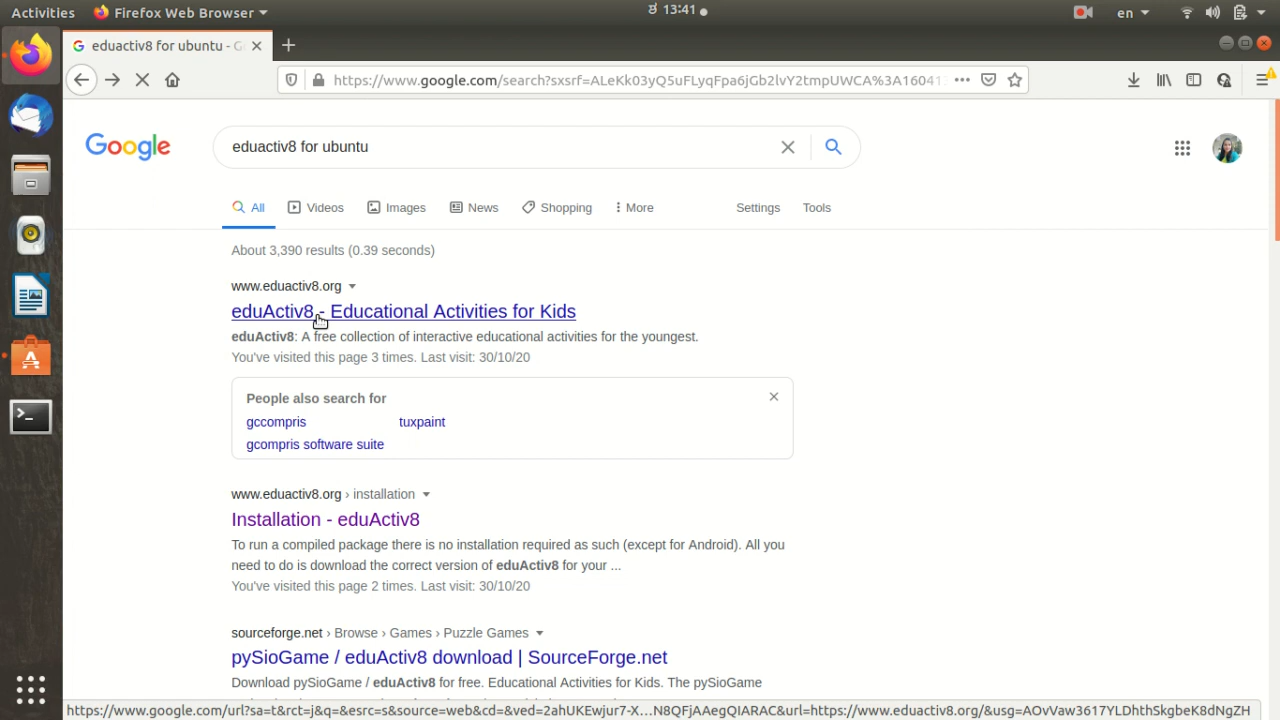 Activities
Firefox Web Browser
13:41
en
eduactiv8 for ubuntu - G
https://www.google.com/search?sxsrf=ALeKk03yQ5uFLyqFpa6jGb2lvY2tmpUWCA%3A16041
Google
eduactiv8 for ubuntu
All
Videos
Images
News
Shopping
More
Settings
Tools
About 3,390 results (0.39 seconds)
www.eduactiv8.org
eduActiv8 - Educational Activities for Kids
eduActiv8: A free collection of interactive educational activities for the youngest.
You've visited this page 3 times. Last visit: 30/10/20
People also search for
gccompris
tuxpaint
gcompris software suite
www.eduactiv8.org › installation
Installation - eduActiv8
To run a compiled package there is no installation required as such (except for Android). All you
need to do is download the correct version of eduActiv8 for your ...
You've visited this page 2 times. Last visit: 30/10/20
sourceforge.net › Browse › Games › Puzzle Games
pySioGame / eduActiv8 download | SourceForge.net
Download pySioGame / eduActiv8 for free. Educational Activities for Kids. The pySioGame
https://www.google.com/url?sa=t&rct=j&q=&esrc=s&source=web&cd=&ved=2ahUKEwjur7-X…N8QFjAAegQIARAC&url=https://www.eduactiv8.org/&usg=AOvVaw3617YLDhthSkgbeK8dNgZH